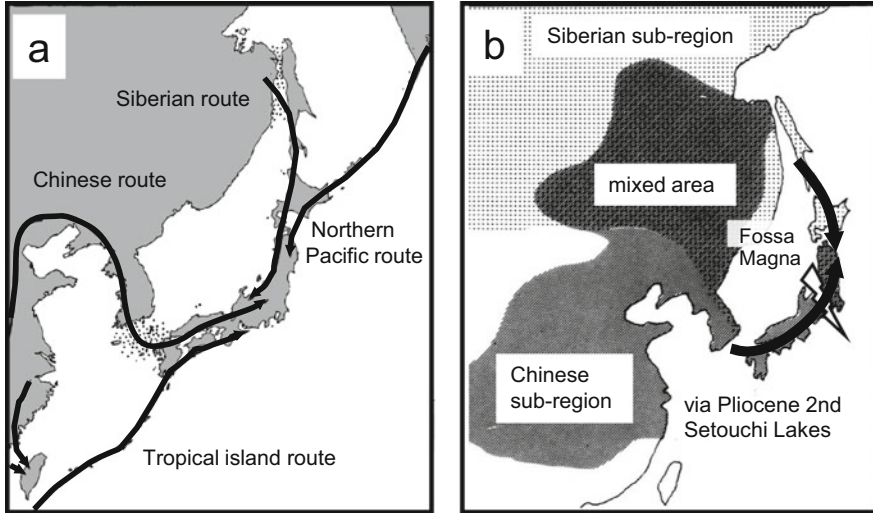 a
Siberian route
Chinese route
Northern
Pacific route
Tropical island route
b
Siberian sub-region
mixed area
Fossa
Magna
Chinese
sub-region
via Pliocene 2nd
Setouchi Lakes